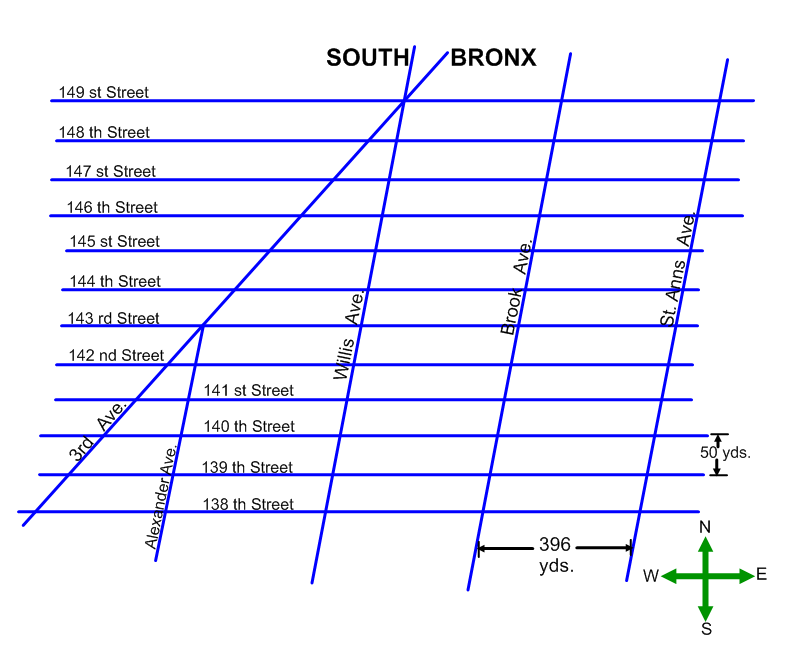 SOUTH BRONX
149 st Street
148 th Street
147 st Street
146 th Street
145 st Street
144 th Street
143 rd Street
142 nd Street
141 st Street
140 th Street
139 th Street
138 th Street
3rd Ave.
Alexander Ave.
Willis Ave.
Brook Ave.
St. Anns Ave.
50 yds.
396
yds.
N
W
E
S